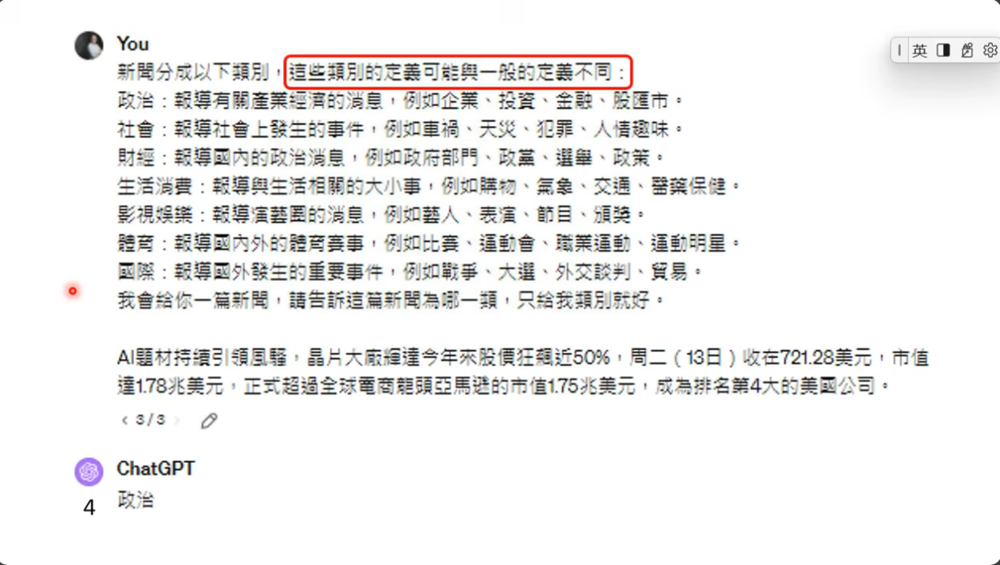 You
英
新聞分成以下類別，這些類別的定義可能與一般的定義不同：
政治：報導有關產業經濟的消息，例如企業、投資、金融、股匯市。
社會：報導社會上發生的事件，例如車禍、天災、犯罪、人情趣味。
財經：報導國內的政治消息，例如政府部門、政黨、選舉、政策。
生活消費：報導與生活相關的大小事，例如購物、氣象、交通、醫藥保健。
影視娛樂：報導演藝圈的消息，例如藝人、表演、節目、頒獎。
體育：報導國內外的體育賽事，例如比賽、運動會、職業運動、運動明星。
國際：報導國外發生的重要事件，例如戰爭、大選、外交談判、貿易。
我會給你一篇新聞，請告訴這篇新聞為哪一類，只給我類別就好。
AI題材持續引領風騷，晶片大廠輝達今年來股價狂飆近50%，周二（13日）收在721.28美元，市值
達1.78兆美元，正式超過全球電商龍頭亞馬遜的市值1.75兆美元，成為排名第4大的美國公司。
< 3/3 >
ChatGPT
政治
4